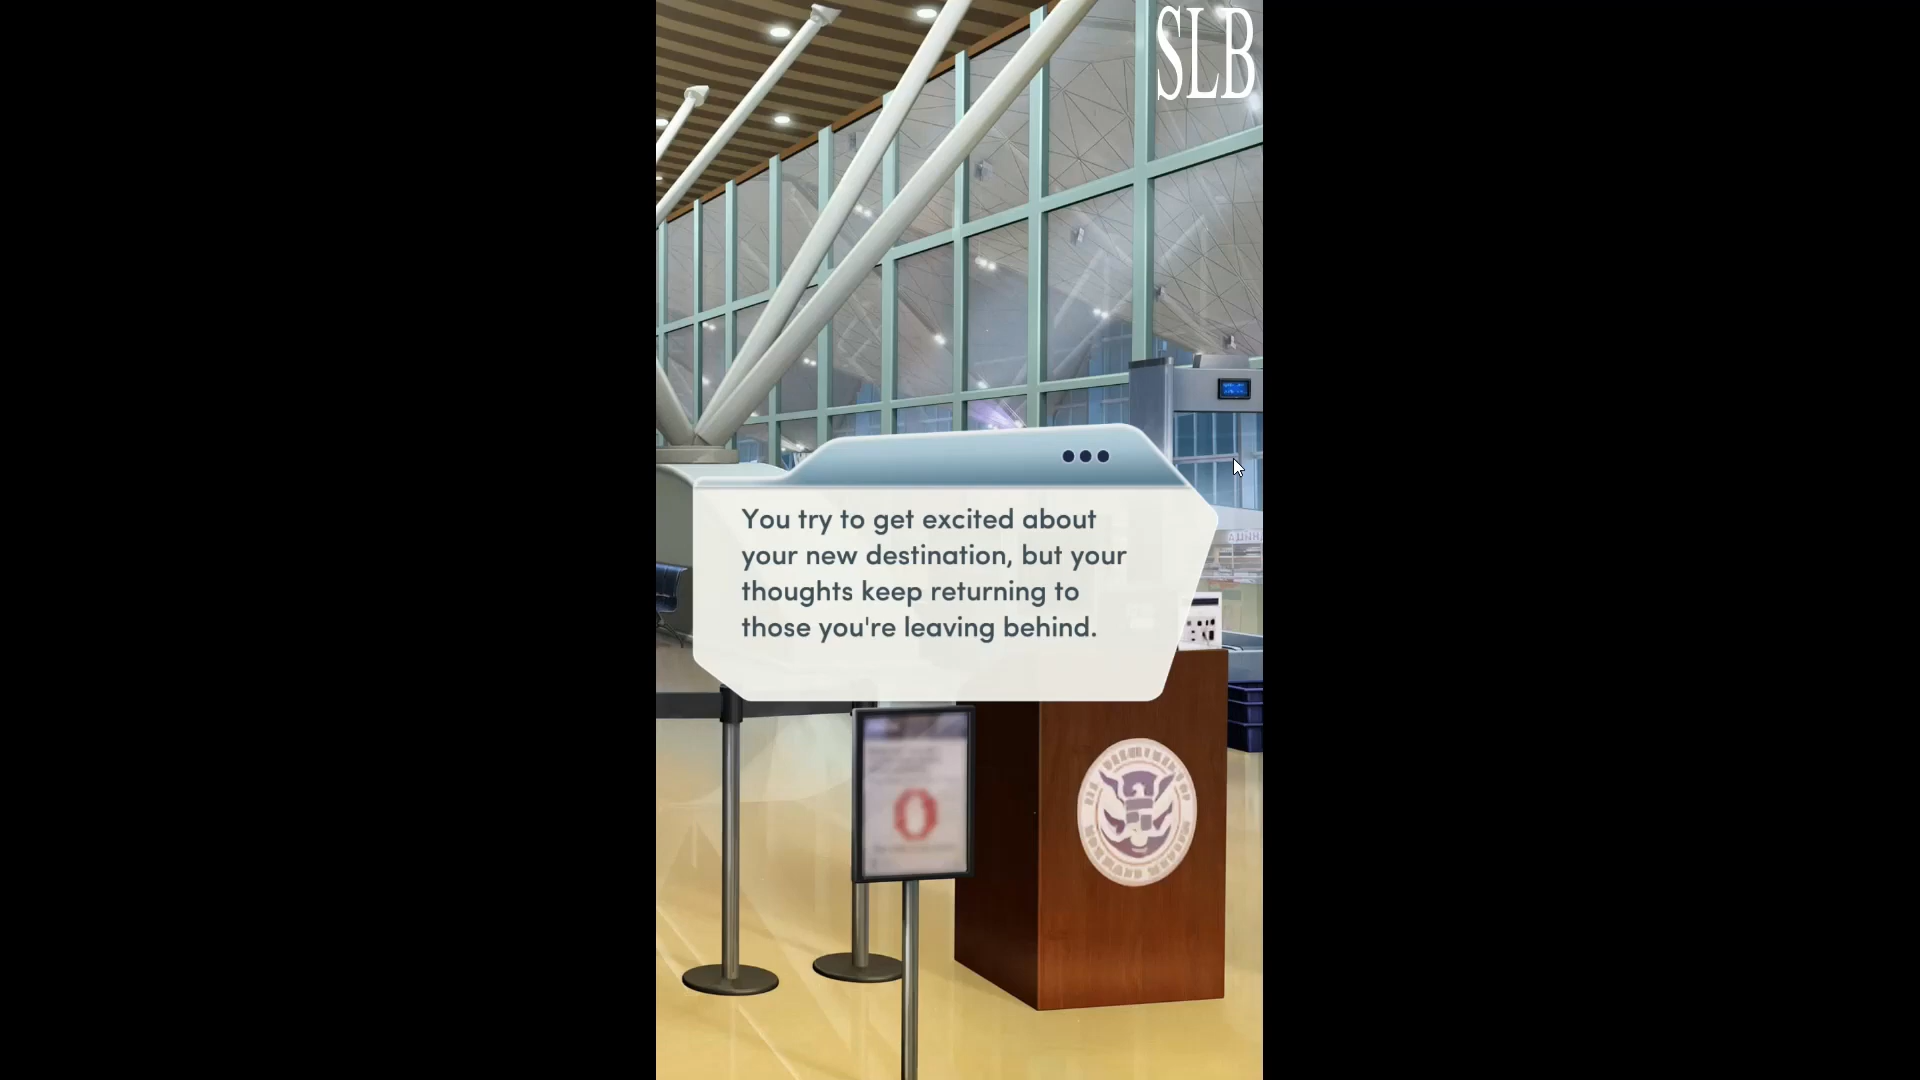 SLB
You try to get excited about
your new destination, but your
thoughts keep returning to
those you're leaving behind.